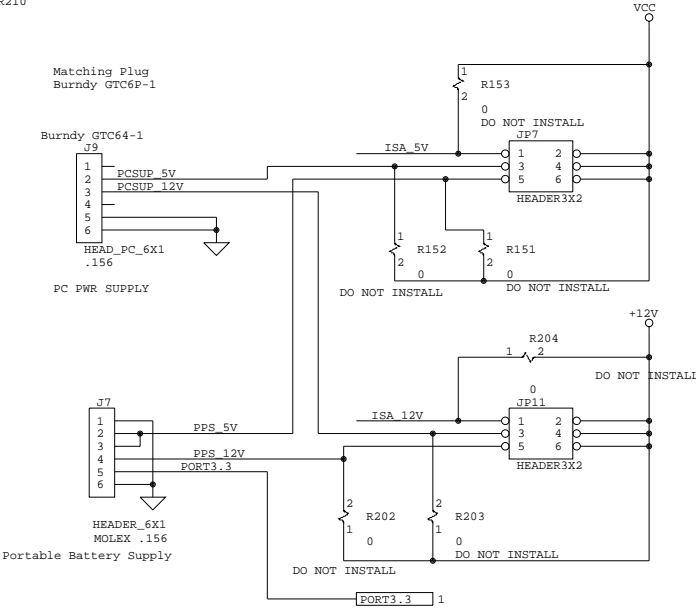 R210
VCC
Matching Plug
Burndy GTC6P-1
1
R153
2
0
DO NOT INSTALL
Burndy GTC64-1
J9
JP7
ISA_5V
1 2
3 4
5 6
HEADER3X2
1
2 PCSUP_5V
3 PCSUP_12V
4
5
6
HEAD_PC_6X1
.156
PC PWR SUPPLY
1
R152
2
0
DO NOT INSTALL
1
R151
2
0
DO NOT INSTALL
+12V
R204
1 2
DO NOT INSTALL
0
JP11
ISA_12V
1 2
3 4
5 6
HEADER3X2
J7
1
2 PPS_5V
3
4 PPS_12V
5 PORT3.3
6
HEADER_6X1
MOLEX .156
Portable Battery Supply
2
R202
1
0
DO NOT INSTALL
2
R203
1
0
DO NOT INSTALL
PORT3.3 1